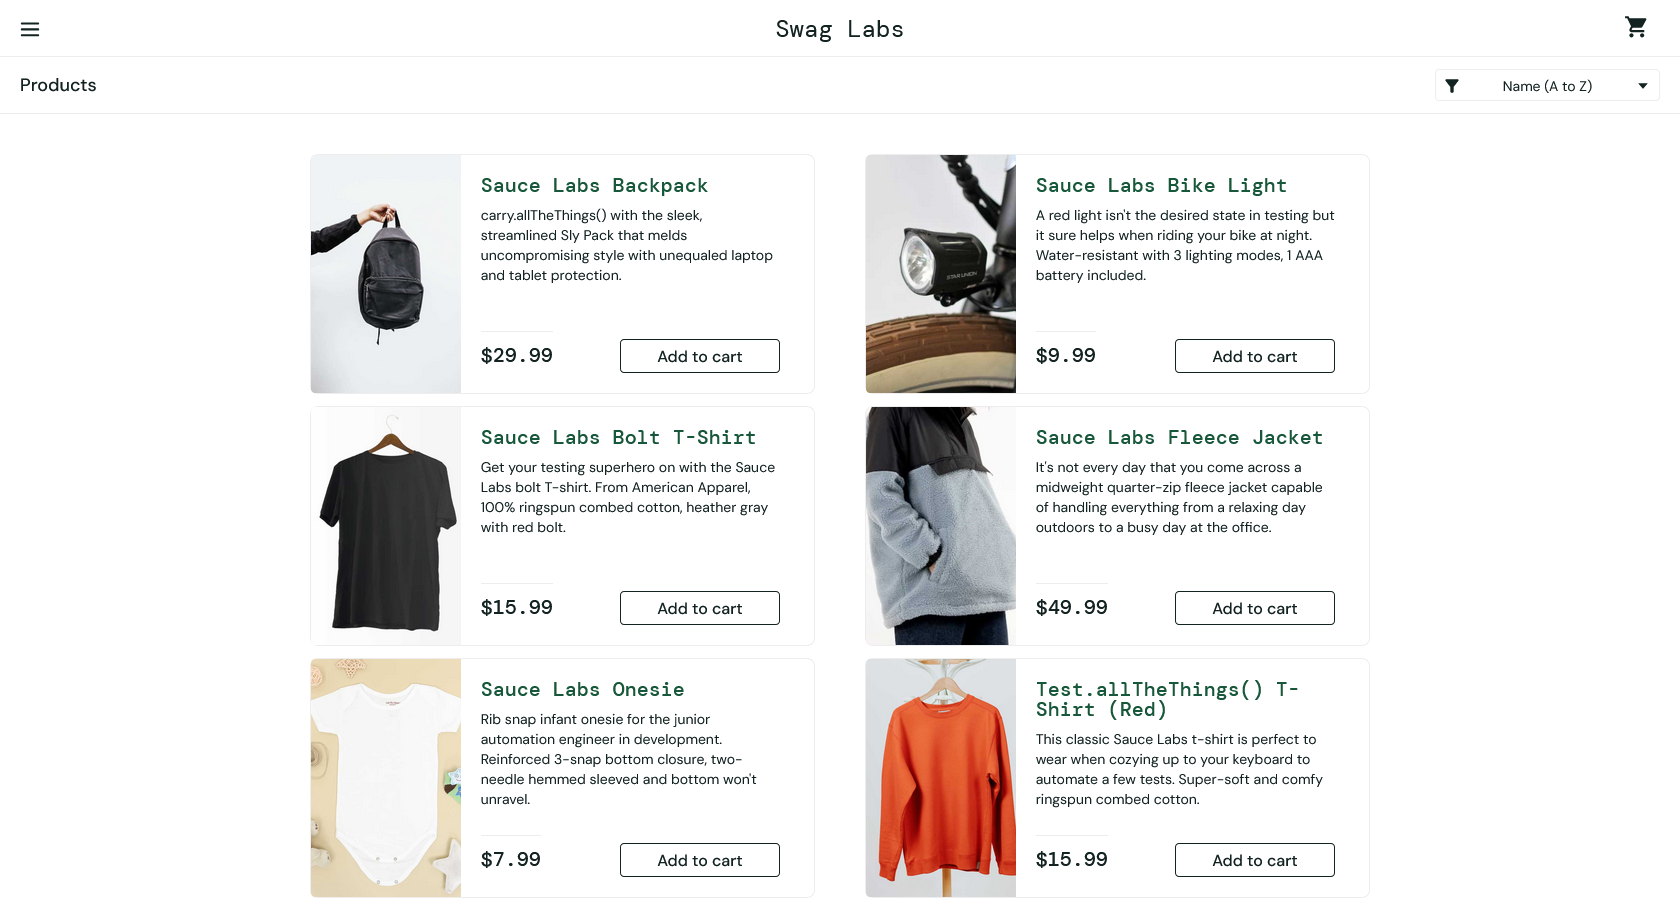 Swag Labs
Products
Name (A to Z)
Sauce Labs Backpack
carry.allTheThings() with the sleek,
streamlined Sly Pack that melds
uncompromising style with unequaled laptop
and tablet protection.
$29.99
Add to cart
STAR UNION
Sauce Labs Bike Light
A red light isn't the desired state in testing but
it sure helps when riding your bike at night.
Water-resistant with 3 lighting modes, 1 AAA
battery included.
$9.99
Add to cart
Sauce Labs Bolt T-Shirt
Get your testing superhero on with the Sauce
Labs bolt T-shirt. From American Apparel,
100% ringspun combed cotton, heather gray
with red bolt.
$15.99
Add to cart
Sauce Labs Fleece Jacket
It's not every day that you come across a
midweight quarter-zip fleece jacket capable
of handling everything from a relaxing day
outdoors to a busy day at the office.
$49.99
Add to cart
Sauce Labs Onesie
Rib snap infant onesie for the junior
automation engineer in development.
Reinforced 3-snap bottom closure, two-
needle hemmed sleeved and bottom won't
unravel.
$7.99
Add to cart
Test.allTheThings() T-
Shirt (Red)
This classic Sauce Labs t-shirt is perfect to
wear when cozying up to your keyboard to
automate a few tests. Super-soft and comfy
ringspun combed cotton.
$15.99
Add to cart